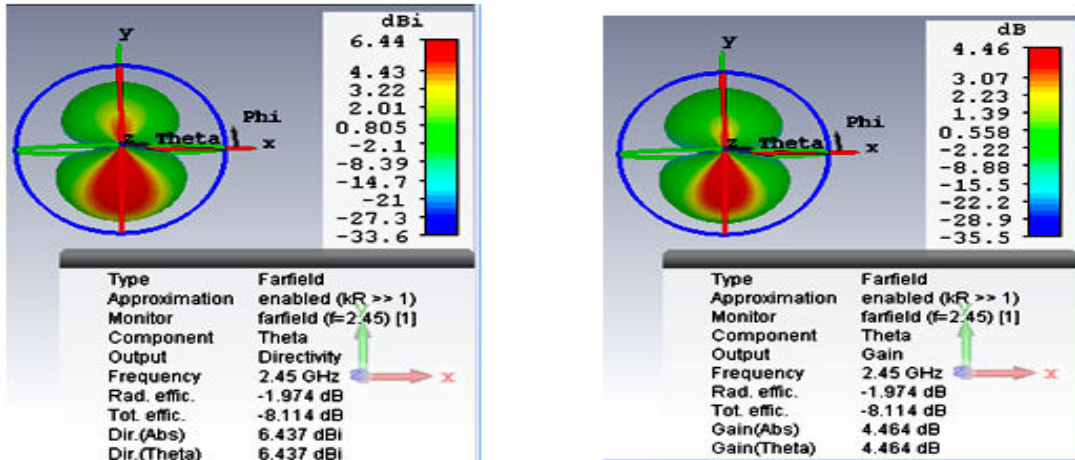 dBi
6.44
4.43
3.22
2.01
0.805
-2.1
-8.39
-14.7
-21
-27.3
-33.6
y
Phi
z Theta x
Type Farfield
Approximation enabled (kR >> 1)
Monitor farfield (f=2.45) [1]
Component Theta
Output Directivity
Frequency 2.45 GHz
Rad. effic. -1.974 dB
Tot. effic. -8.114 dB
Dir.(Abs) 6.437 dBi
Dir.(Theta) 6.437 dBi
y
z x
dB
4.46
3.07
2.23
1.39
0.558
-2.22
-8.88
-15.5
-22.2
-28.9
-35.5
y
Phi
z Theta x
Type Farfield
Approximation enabled (kR >> 1)
Monitor farfield (f=2.45) [1]
Component Theta
Output Gain
Frequency 2.45 GHz
Rad. effic. -1.974 dB
Tot. effic. -8.114 dB
Gain(Abs) 4.464 dB
Gain(Theta) 4.464 dB
y
z x